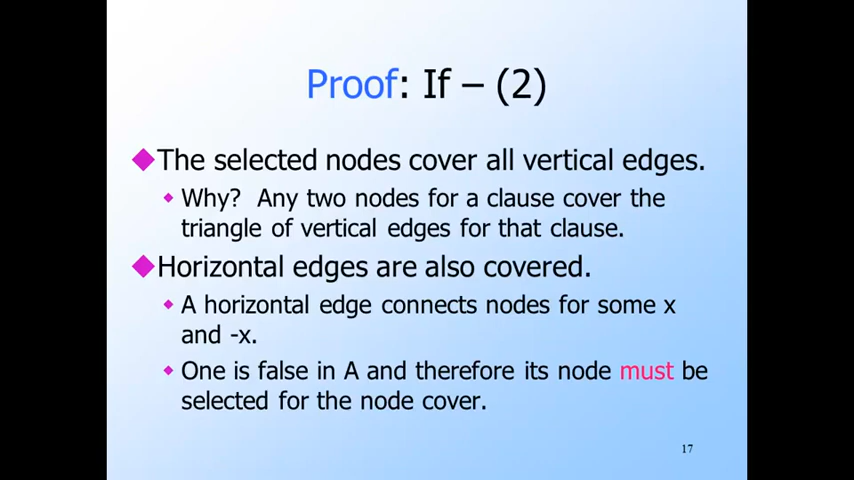 Proof: If – (2)
The selected nodes cover all vertical edges.
Why? Any two nodes for a clause cover the
triangle of vertical edges for that clause.
Horizontal edges are also covered.
A horizontal edge connects nodes for some x
and -x.
One is false in A and therefore its node must be
selected for the node cover.
17